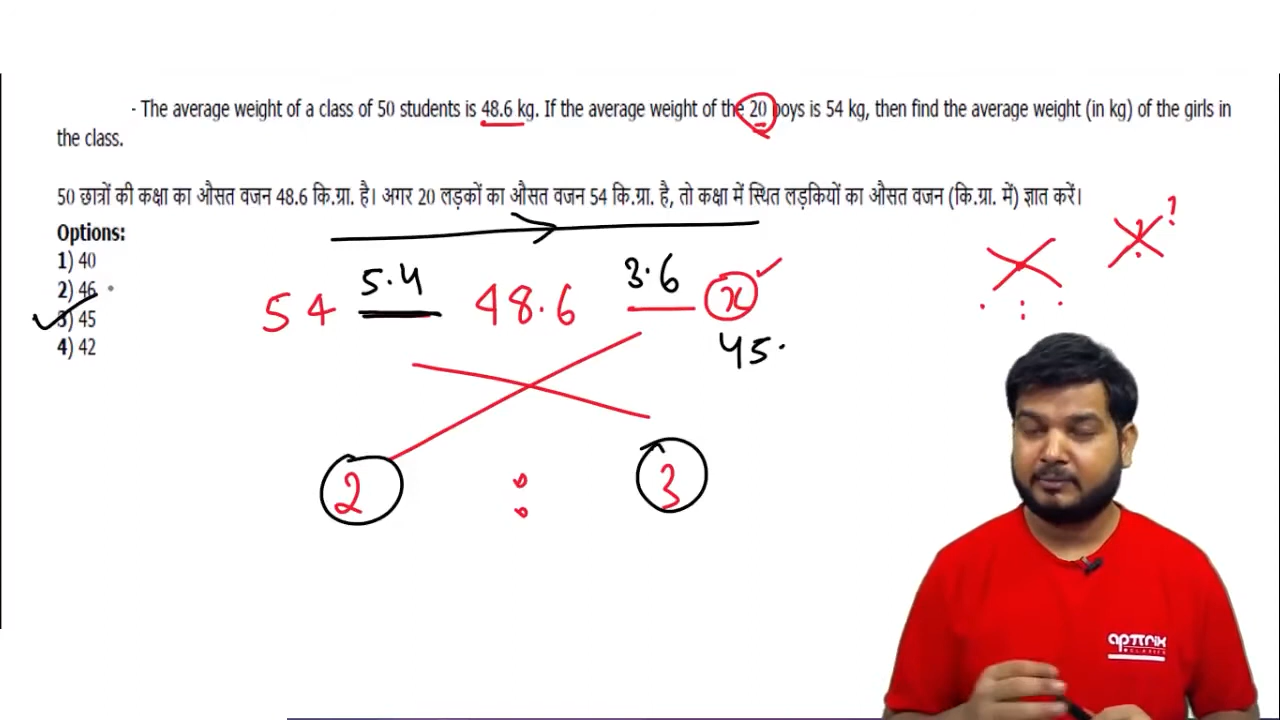 - The average weight of a class of 50 students is 48.6 kg. If the average weight of the 20 boys is 54 kg, then find the average weight (in kg) of the girls in
the class.
50 छात्रों की कक्षा का औसत वजन 48.6 कि.ग्रा. है। अगर 20 लड़कों का औसत वजन 54 कि.ग्रा. है, तो कक्षा में स्थित लड़कियों का औसत वजन (कि.ग्रा. में) ज्ञात करें।
Options:
1) 40
2) 46
3) 45
4) 42
?
5.4 3.6
54 48.6 x
45.
2 : 3
apπrix
CLASSES